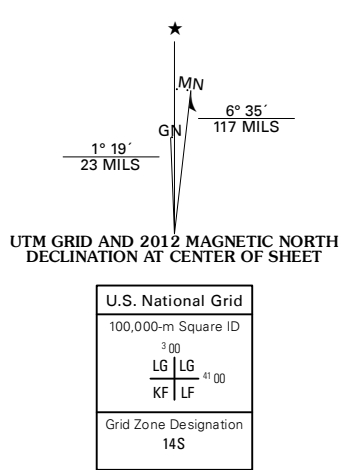 ★
MN
6° 35´
117 MILS
GN
1° 19´
23 MILS
UTM GRID AND 2012 MAGNETIC NORTH
DECLINATION AT CENTER OF SHEET
U.S. National Grid
100,000-m Square ID
3 00
LG LG
41 00
KF LF
Grid Zone Designation
14S